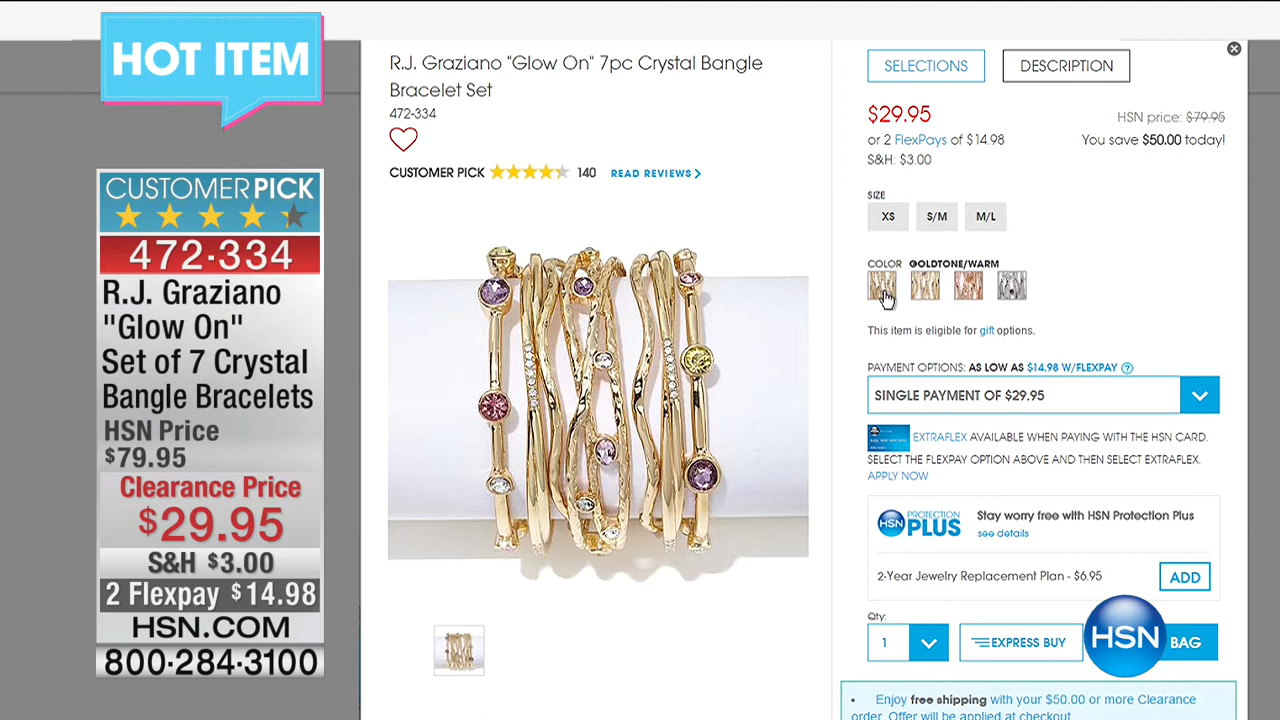 HOT ITEM
CUSTOMER PICK
472-334
R.J. Graziano
"Glow On"
Set of 7 Crystal
Bangle Bracelets
HSN Price
$79.95
Clearance Price
$29.95
S&H $3.00
2 Flexpay $14.98
HSN.COM
800-284-3100
R.J. Graziano "Glow On" 7pc Crystal Bangle
Bracelet Set
472-334
CUSTOMER PICK 140 READ REVIEWS
SELECTIONS DESCRIPTION
$29.95 HSN price: $79.95
or 2 FlexPays of $14.98 You save $50.00 today!
S&H: $3.00
SIZE
XS S/M M/L
COLOR GOLDTONE/WARM
This item is eligible for gift options.
PAYMENT OPTIONS: AS LOW AS $14.98 W/FLEXPAY ?
SINGLE PAYMENT OF $29.95
EXTRAFLEX AVAILABLE WHEN PAYING WITH THE HSN CARD.
SELECT THE FLEXPAY OPTION ABOVE AND THEN SELECT EXTRAFLEX.
APPLY NOW
HSN PROTECTION PLUS
Stay worry free with HSN Protection Plus
see details
2-Year Jewelry Replacement Plan - $6.95 ADD
Qty:
1 EXPRESS BUY HSN BAG
• Enjoy free shipping with your $50.00 or more Clearance
order. Offer will be applied at checkout.